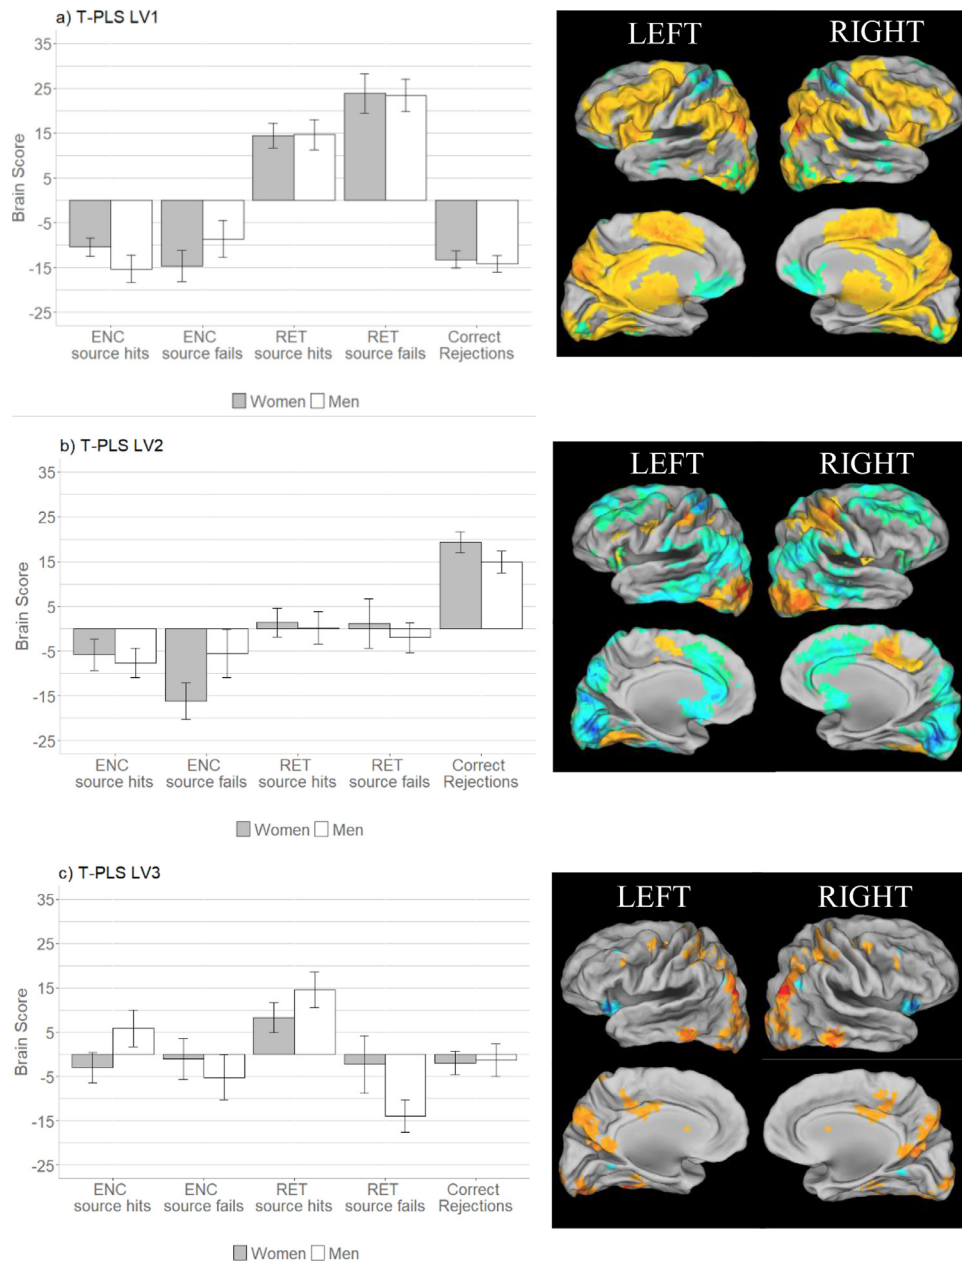 a) T-PLS LV1
35
25
15
5
-5
-15
-25
Brain Score
ENC source hits
ENC source fails
RET source hits
RET source fails
Correct Rejections
Women Men
LEFT RIGHT
b) T-PLS LV2
35
25
15
5
-5
-15
-25
Brain Score
ENC source hits
ENC source fails
RET source hits
RET source fails
Correct Rejections
Women Men
LEFT RIGHT
c) T-PLS LV3
35
25
15
5
-5
-15
-25
Brain Score
ENC source hits
ENC source fails
RET source hits
RET source fails
Correct Rejections
Women Men
LEFT RIGHT